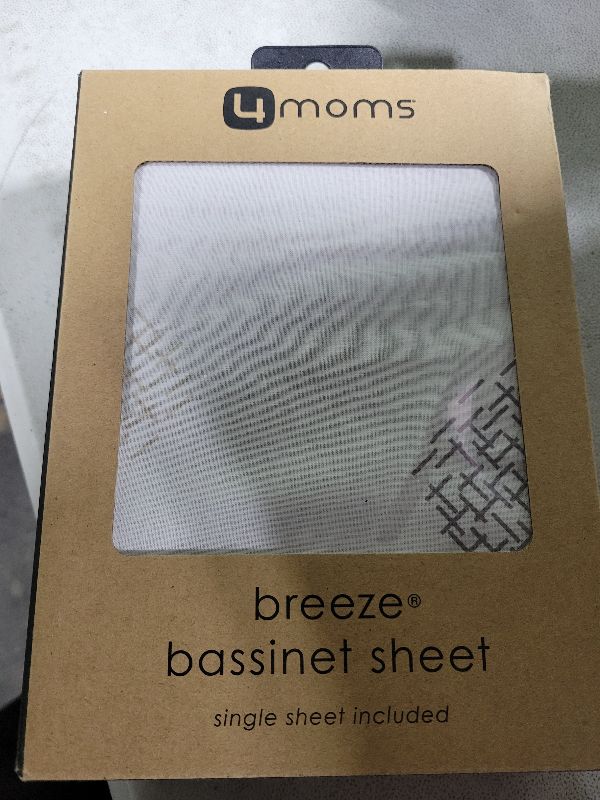 4moms
breeze®
bassinet sheet
single sheet included